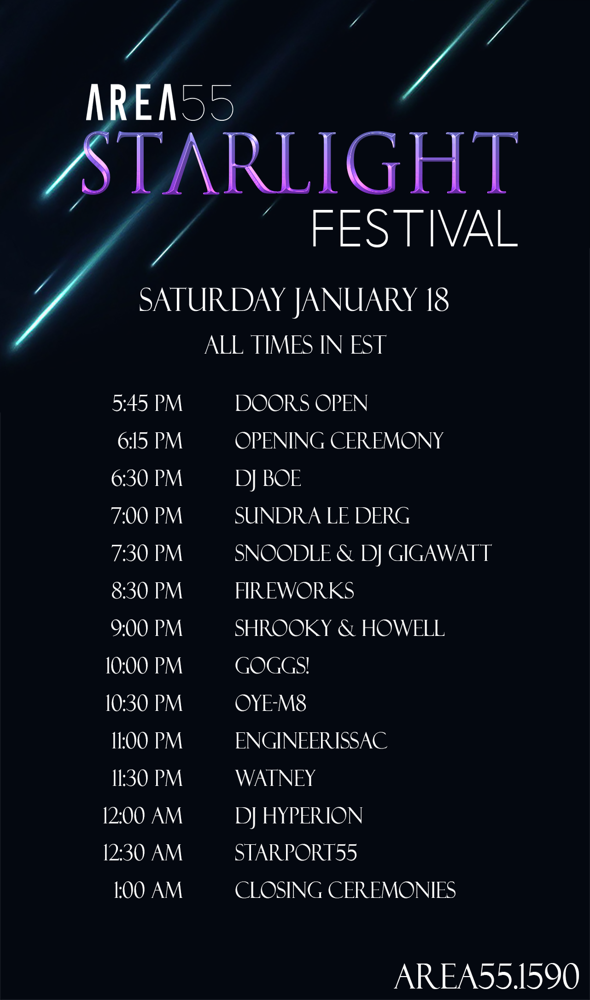 AREA55
STARLIGHT
FESTIVAL
SATURDAY JANUARY 18
ALL TIMES IN EST
5:45 PM DOORS OPEN
6:15 PM OPENING CEREMONY
6:30 PM DJ BOE
7:00 PM SUNDRA LE DERG
7:30 PM SNOODLE & DJ GIGAWATT
8:30 PM FIREWORKS
9:00 PM SHROOKY & HOWELL
10:00 PM GOGGS!
10:30 PM OYE-M8
11:00 PM ENGINEERISSAC
11:30 PM WATNEY
12:00 AM DJ HYPERION
12:30 AM STARPORT55
1:00 AM CLOSING CEREMONIES
AREA55.1590